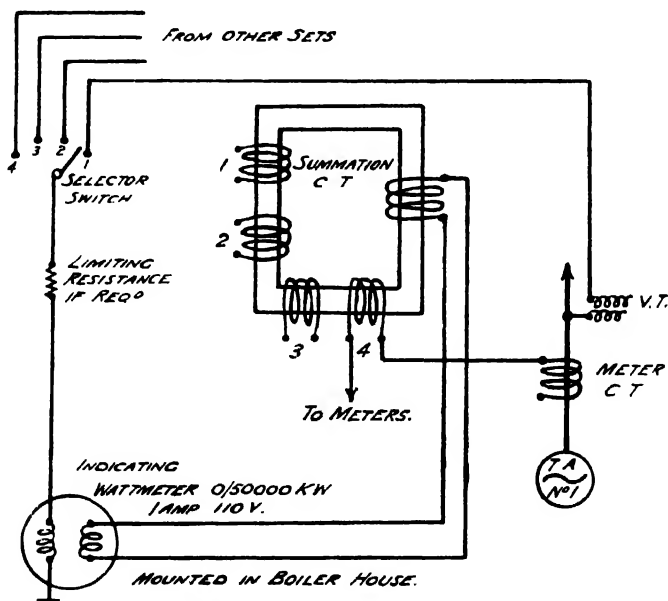 FROM OTHER SETS
4
3
2
1
SELECTOR
SWITCH
1
SUMMATION
C T
2
LIMITING
RESISTANCE
IF REQD
3
4
V.T.
METER
C T
TO METERS.
T A
No 1
INDICATING
WATTMETER 0/50000 KW
1 AMP 110 V.
MOUNTED IN BOILER HOUSE.